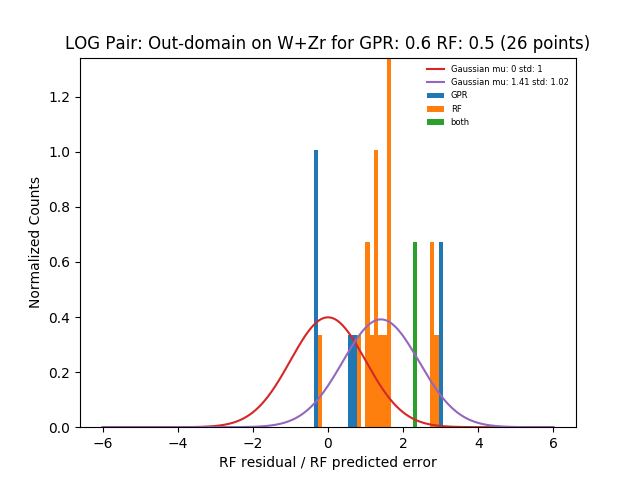 LOG Pair: Out-domain on W+Zr for GPR: 0.6 RF: 0.5 (26 points)
Gaussian mu: 0 std: 1
Gaussian mu: 1.41 std: 1.02
GPR
RF
both
Normalized Counts
1.2
1.0
0.8
0.6
0.4
0.2
0.0
−6
−4
−2
0
2
4
6
RF residual / RF predicted error